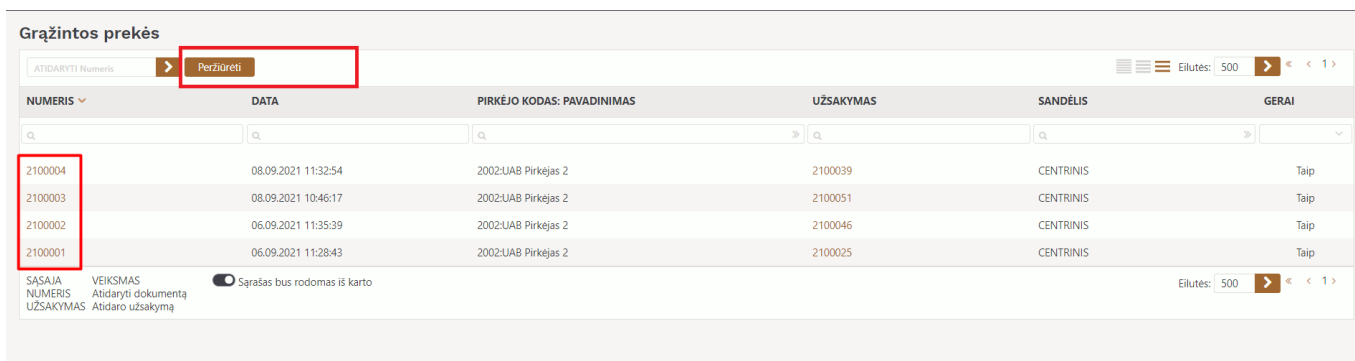 Grąžintos prekės
ATIDARYTI Numeris Peržiūrėti Eilutės: 500 1
NUMERIS DATA PIRKĖJO KODAS: PAVADINIMAS UŽSAKYMAS SANDĖLIS GERAI
2100004 08.09.2021 11:32:54 2002:UAB Pirkėjas 2 2100039 CENTRINIS Taip
2100003 08.09.2021 10:46:17 2002:UAB Pirkėjas 2 2100051 CENTRINIS Taip
2100002 06.09.2021 11:35:39 2002:UAB Pirkėjas 2 2100046 CENTRINIS Taip
2100001 06.09.2021 11:28:43 2002:UAB Pirkėjas 2 2100025 CENTRINIS Taip
SĄSAJA VEIKSMAS Sąrašas bus rodomas iš karto Eilutės: 500 1
NUMERIS Atidaryti dokumentą
UŽSAKYMAS Atidaro užsakymą